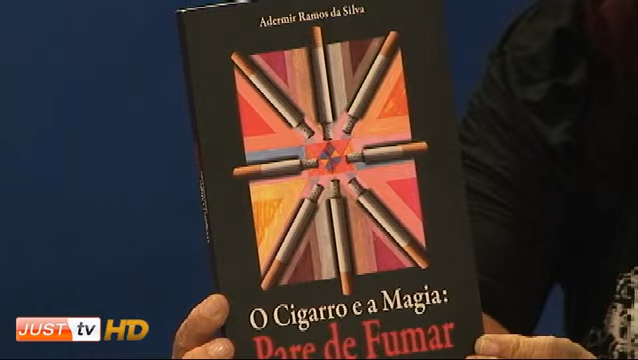 Adermir Ramos da Silva
O Cigarro e a Magia:
Pare de Fumar
JUST tv HD